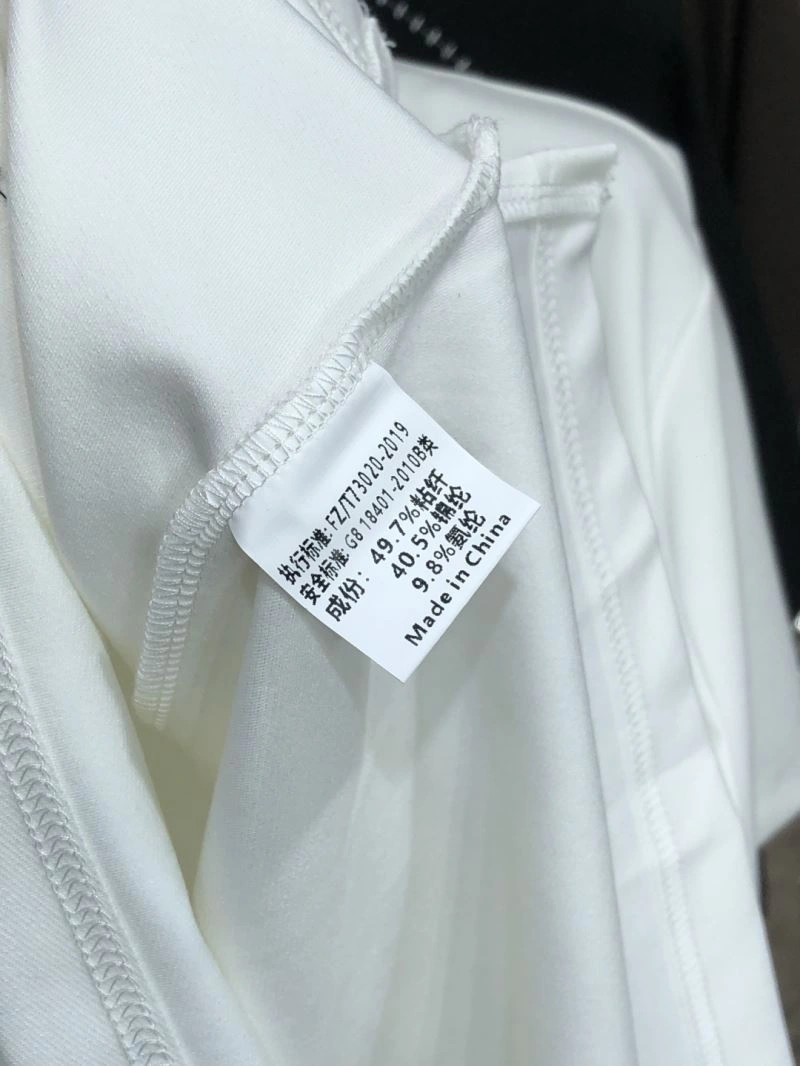 执行标准: FZ/T73020-2019
安全标准: GB 18401-2010B类
成份: 49.7%粘纤
40.5%锦纶
9.8%氨纶
Made in China